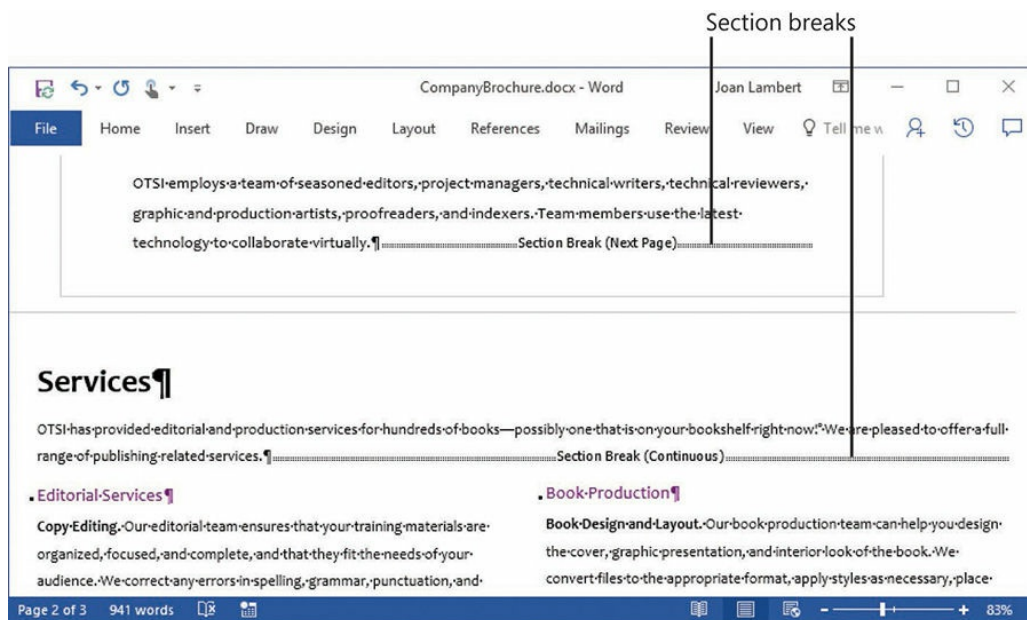 Section breaks
CompanyBrochure.docx - Word Joan Lambert
File Home Insert Draw Design Layout References Mailings Review View Tell me w
OTSI·employs·a·team·of·seasoned·editors,·project·managers,·technical·writers,·technical·reviewers,·
graphic·and·production·artists,·proofreaders,·and·indexers.·Team·members·use·the·latest·
technology·to·collaborate·virtually.¶ Section Break (Next Page)
Services¶
OTSI·has·provided·editorial·and·production·services·for·hundreds·of·books—possibly·one·that·is·on·your·bookshelf·right·now!°·We·are·pleased·to·offer·a·full·
range·of·publishing·related·services.¶ Section Break (Continuous)
Editorial·Services¶
Copy·Editing.·Our·editorial·team·ensures·that·your·training·materials·are·
organized,·focused,·and·complete,·and·that·they·fit·the·needs·of·your·
audience.·We·correct·any·errors·in·spelling,·grammar,·punctuation,·and·
Book·Production¶
Book·Design·and·Layout.·Our·book·production·team·can·help·you·design·
the·cover,·graphic·presentation,·and·interior·look·of·the·book.·We·
convert·files·to·the·appropriate·format,·apply·styles·as·necessary,·place·
Page 2 of 3 941 words 83%